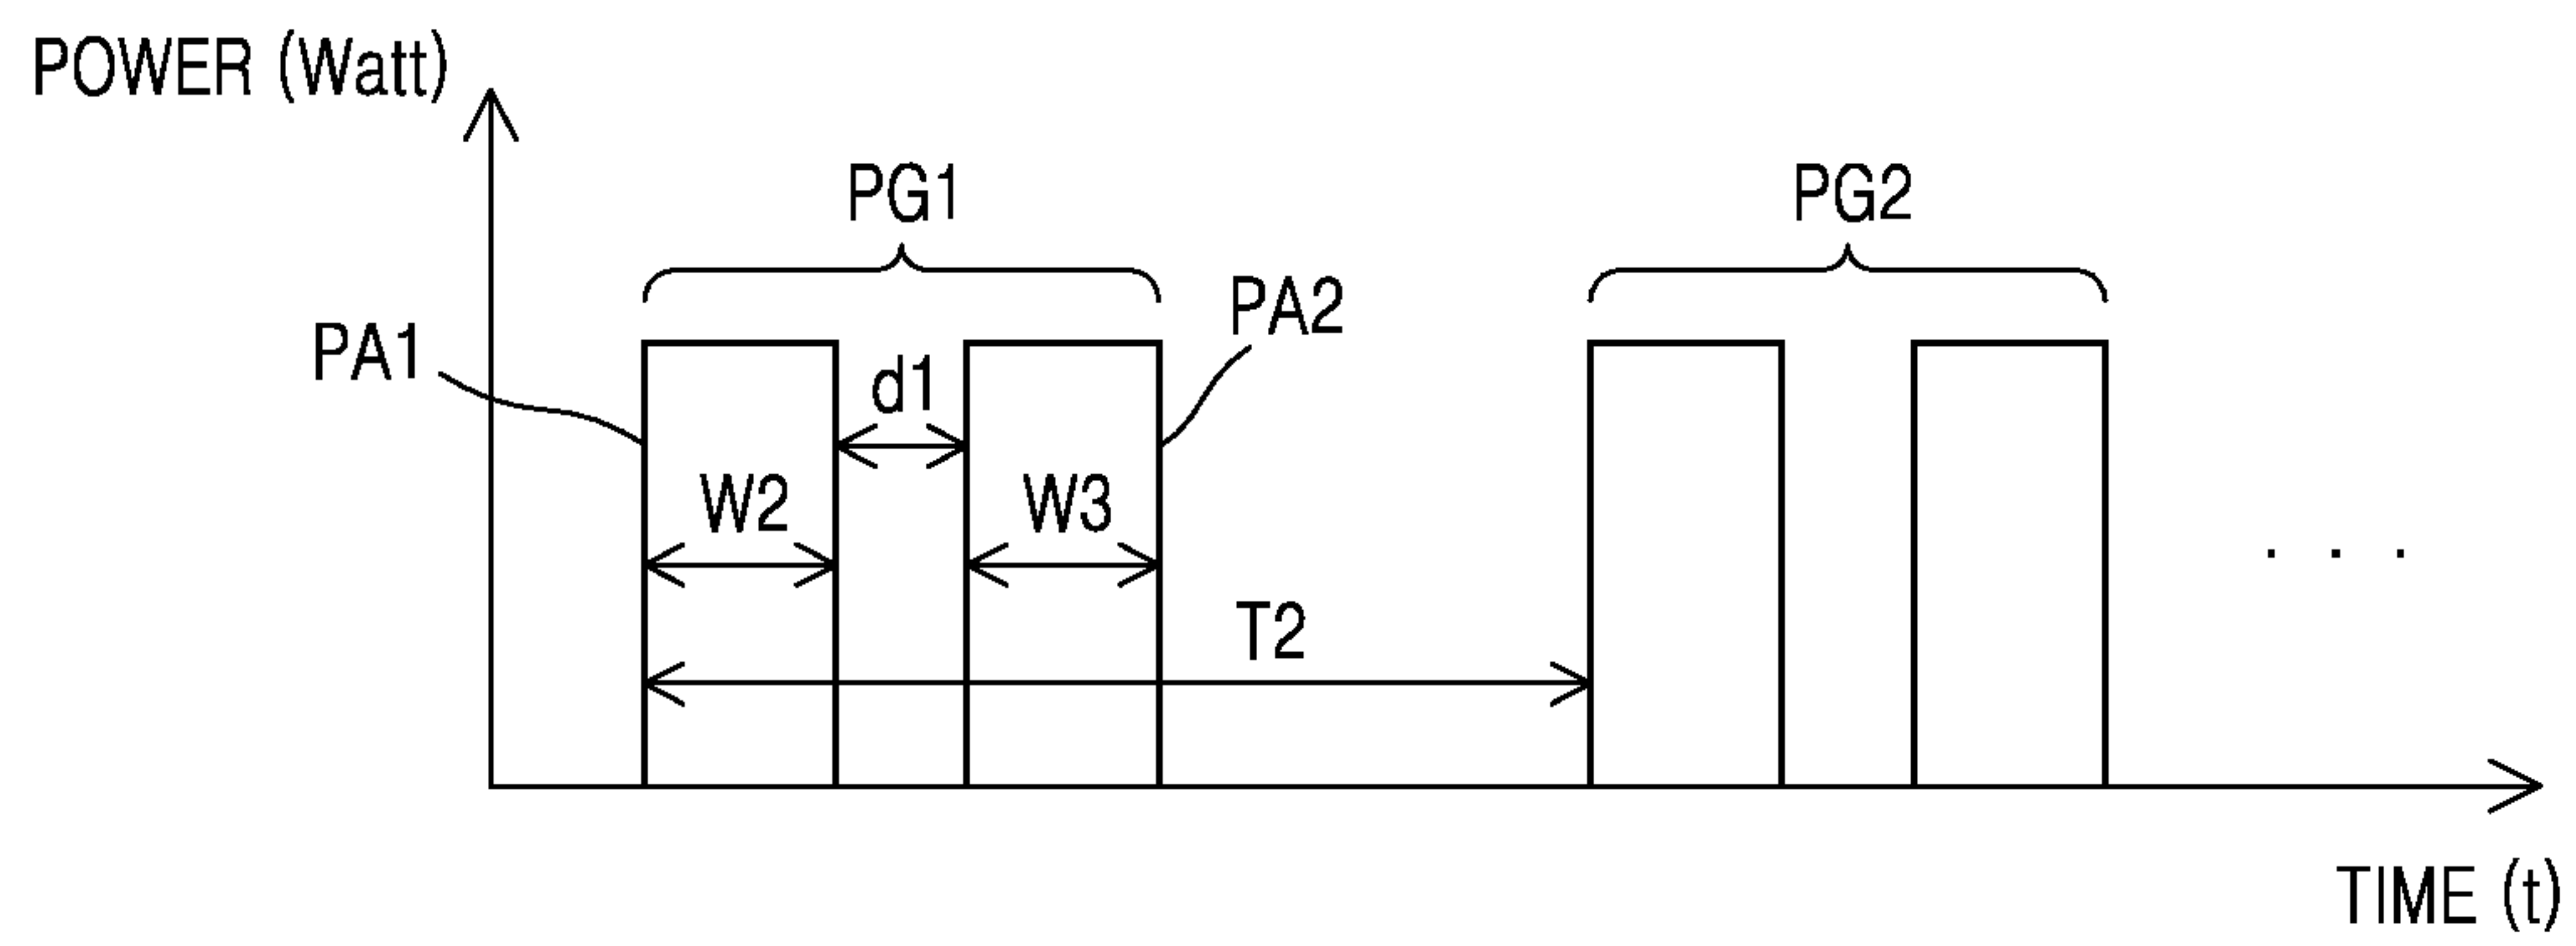 POWER (Watt)
PG1
PG2
PA1
PA2
d1
W2
W3
T2
. . .
TIME (t)